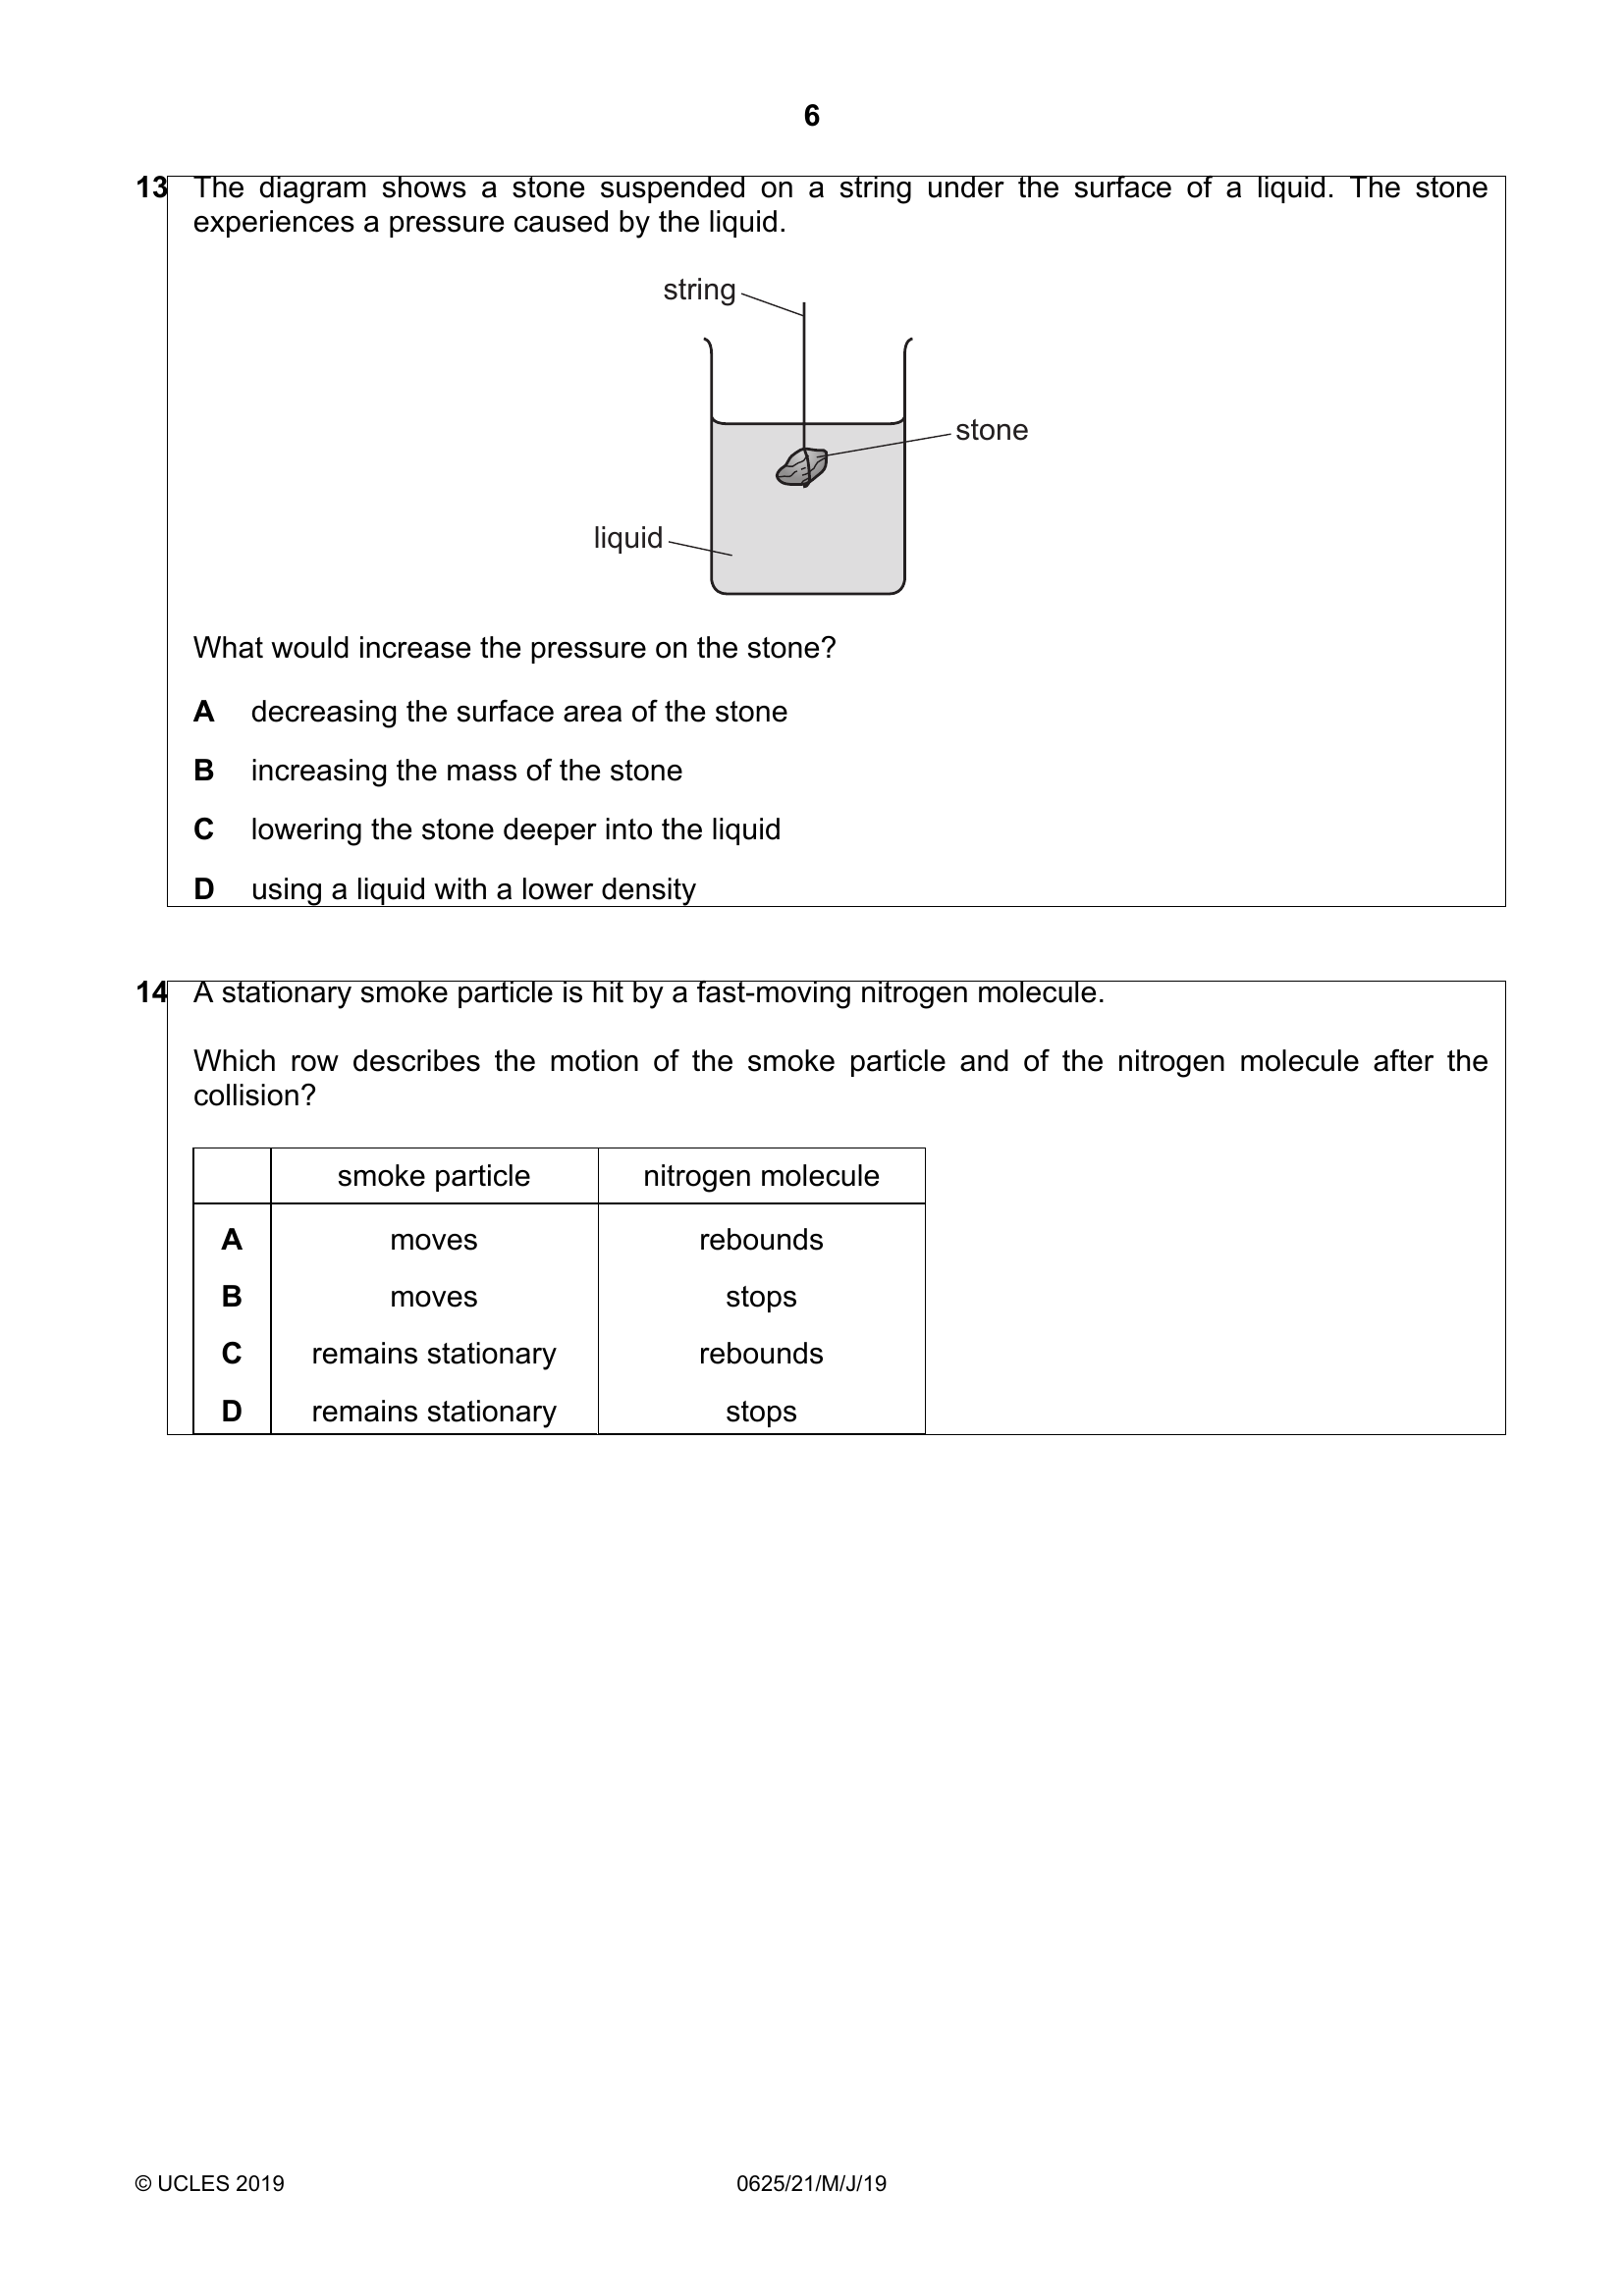 6
13 The diagram shows a stone suspended on a string under the surface of a liquid. The stone
experiences a pressure caused by the liquid.
string
stone
liquid
What would increase the pressure on the stone?
A decreasing the surface area of the stone
B increasing the mass of the stone
C lowering the stone deeper into the liquid
D using a liquid with a lower density
14 A stationary smoke particle is hit by a fast-moving nitrogen molecule.
Which row describes the motion of the smoke particle and of the nitrogen molecule after the
collision?
smoke particle nitrogen molecule
A moves rebounds
B moves stops
C remains stationary rebounds
D remains stationary stops
© UCLES 2019 0625/21/M/J/19